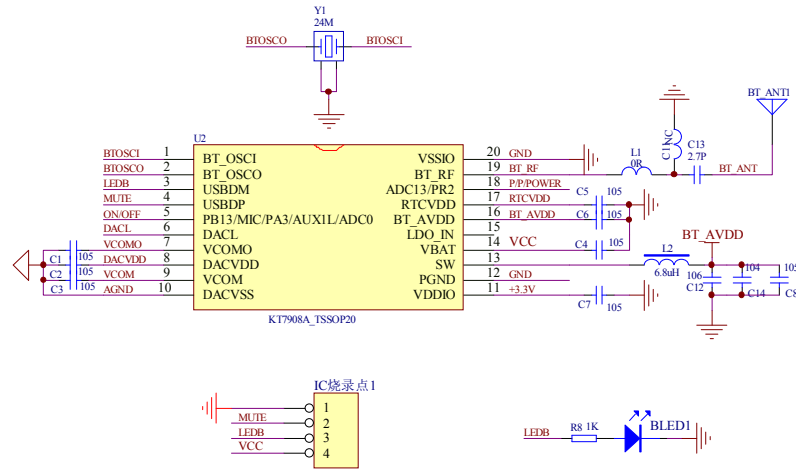 Y1
24M
BTOSCO
BTOSCI
BT_ANT1
U2
BTOSCI 1 BT_OSCI VSSIO 20 GND
BTOSCO 2 BT_OSCO BT_RF 19 BT_RF L1 0R C1 NC C13 2.7P BT_ANT
LEDB 3 USBDM ADC13/PR2 18 P/P/POWER
MUTE 4 USBDP RTCVDD 17 RTCVDD C5 105
ON/OFF 5 PB13/MIC/PA3/AUX1L/ADC0 BT_AVDD 16 BT_AVDD C6 105
DACL 6 DACL LDO_IN 15
VCOMO 7 VCOMO VBAT 14 VCC C4 105
C1 105 DACVDD 8 DACVDD SW 13 L2 6.8uH BT_AVDD
C2 105 VCOM 9 VCOM PGND 12 GND
C3 105 AGND 10 DACVSS VDDIO 11 +3.3V C7 105
106 C12 104 C14 105 C8
KT7908A_TSSOP20
IC烧录点1
1
MUTE 2
LEDB 3
VCC 4
LEDB R8 1K BLED1